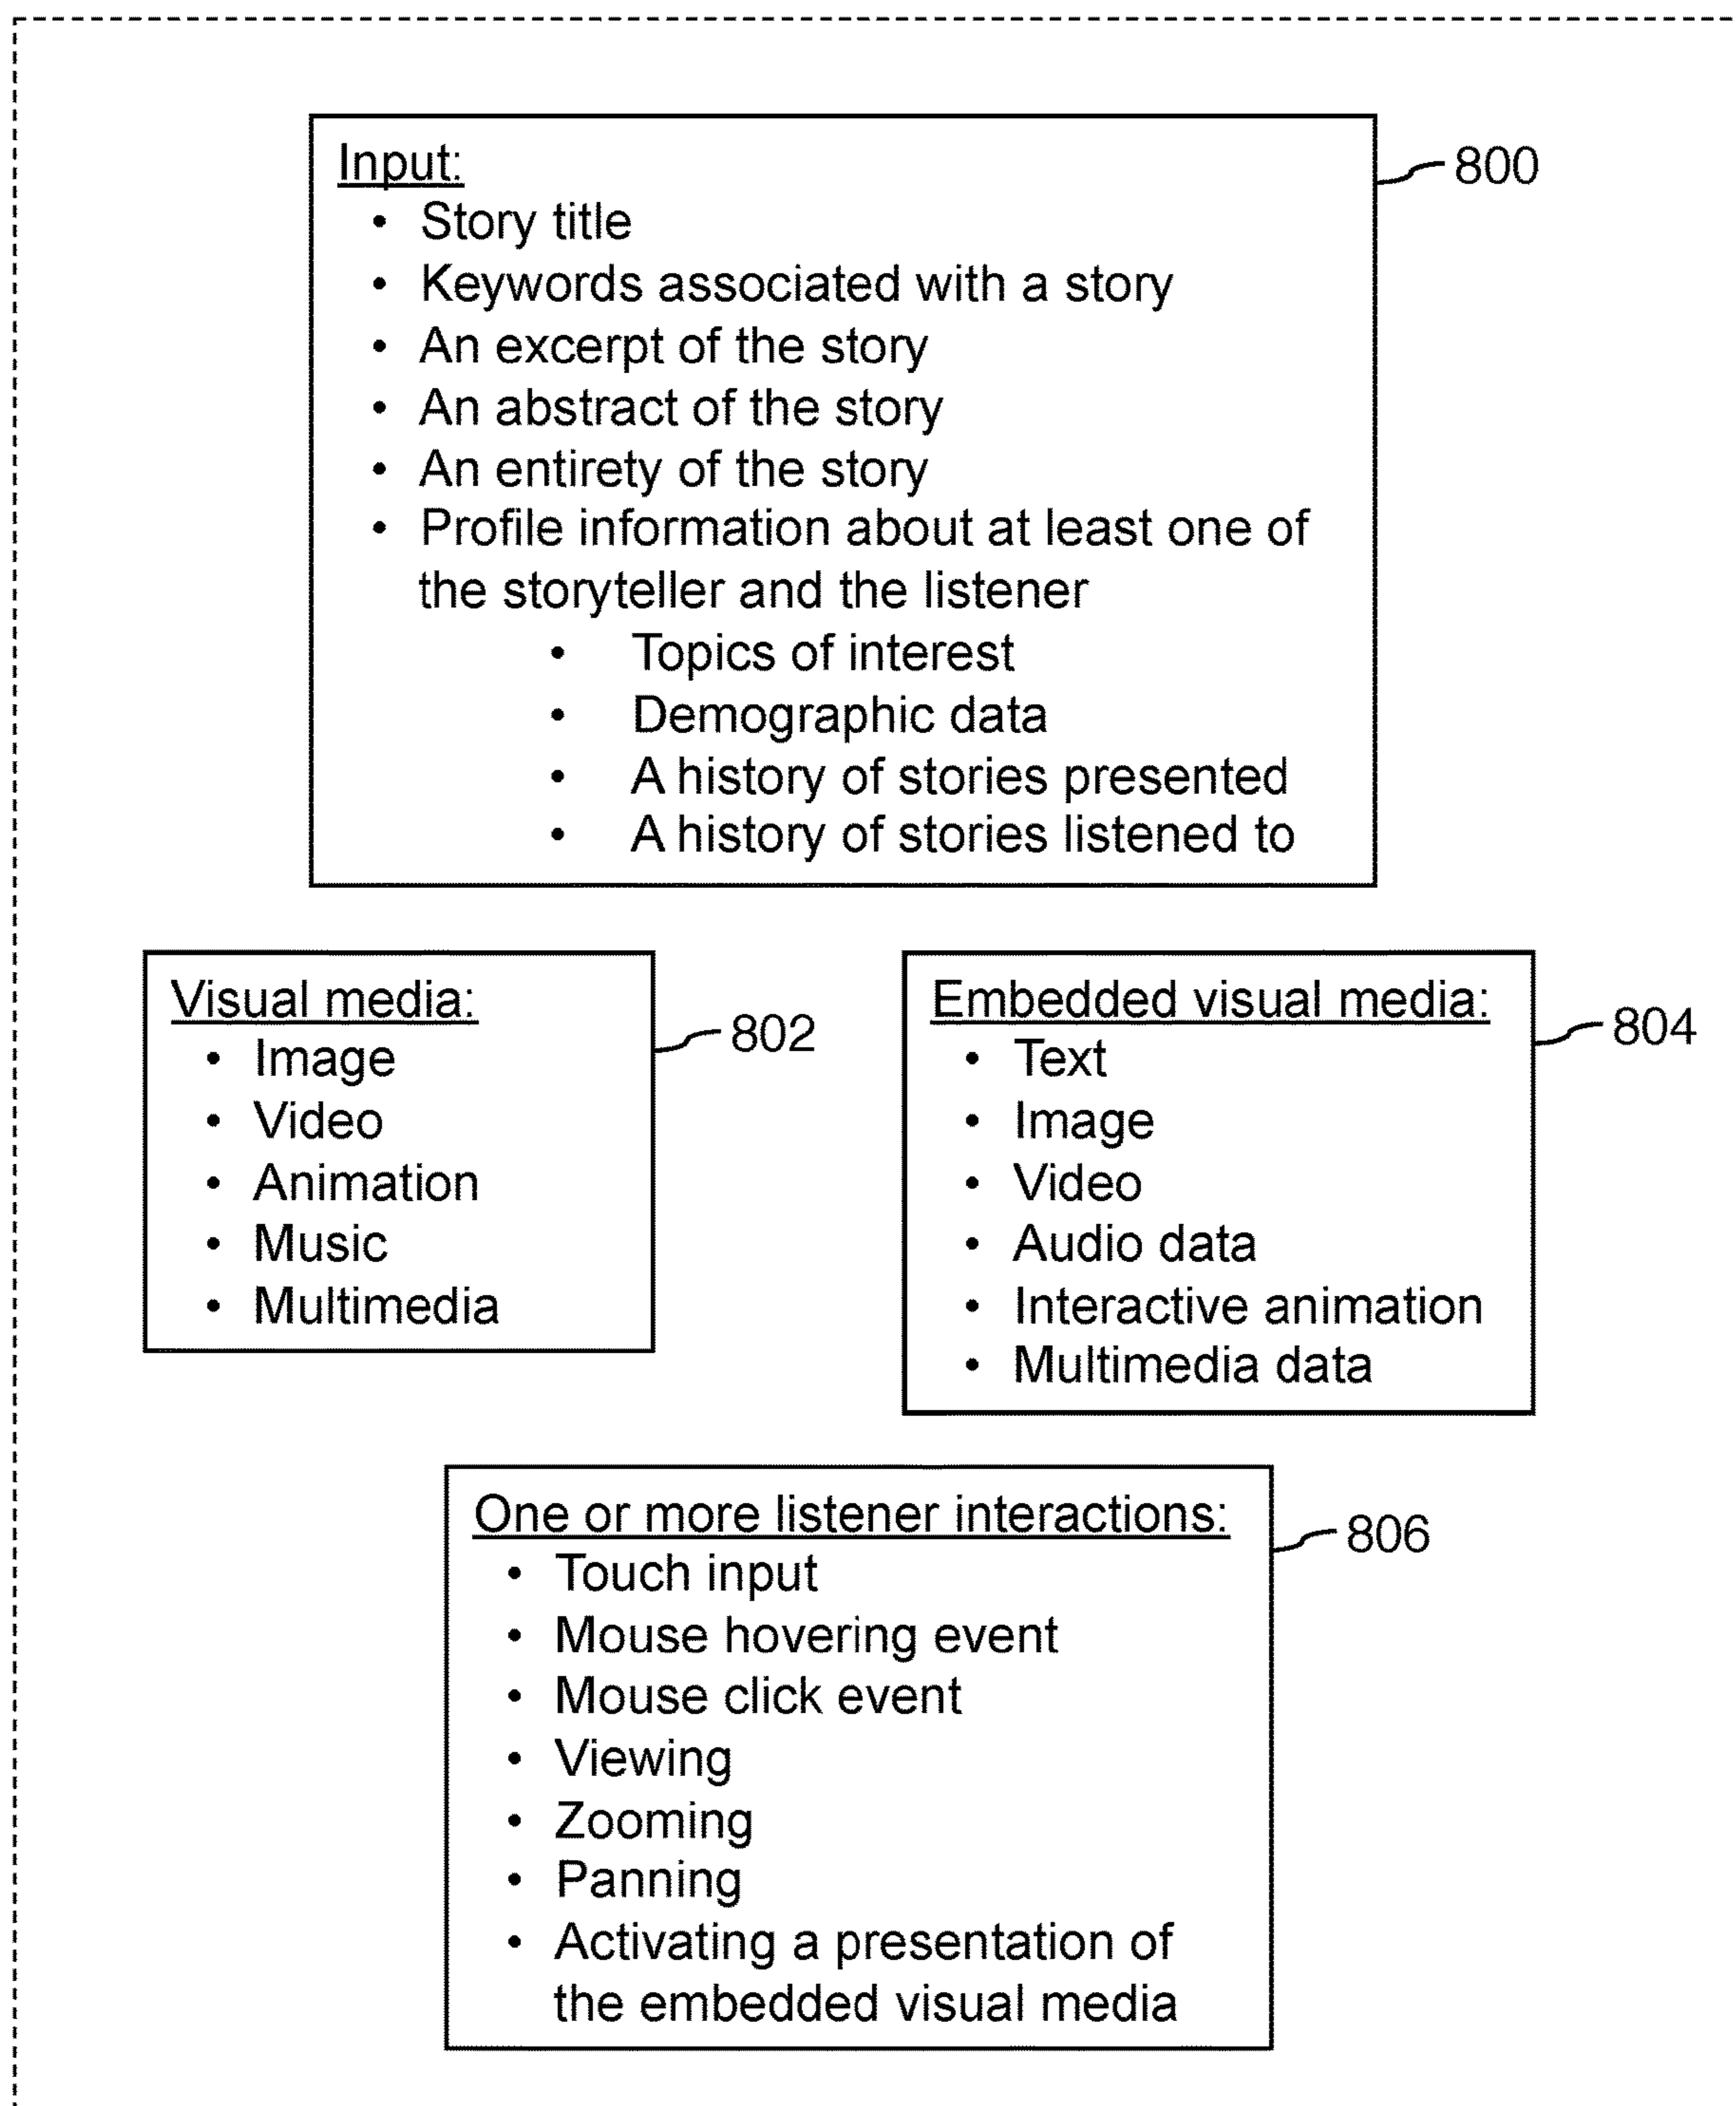 Input:
• Story title
• Keywords associated with a story
• An excerpt of the story
• An abstract of the story
• An entirety of the story
• Profile information about at least one of
the storyteller and the listener
• Topics of interest
• Demographic data
• A history of stories presented
• A history of stories listened to
800
Visual media:
• Image
• Video
• Animation
• Music
• Multimedia
802
Embedded visual media:
• Text
• Image
• Video
• Audio data
• Interactive animation
• Multimedia data
804
One or more listener interactions:
• Touch input
• Mouse hovering event
• Mouse click event
• Viewing
• Zooming
• Panning
• Activating a presentation of
the embedded visual media
806